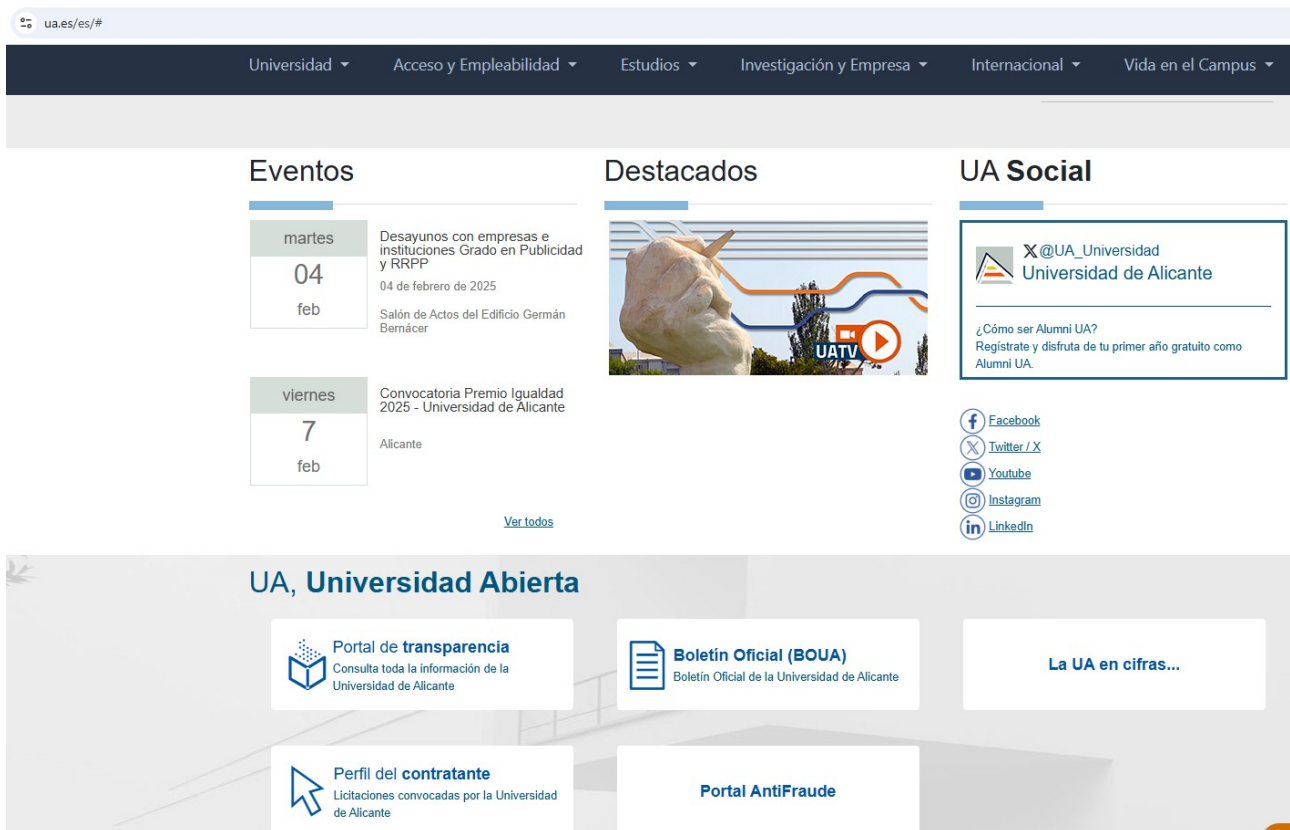 ua.es/es/#
Universidad
Acceso y Empleabilidad
Estudios
Investigación y Empresa
Internacional
Vida en el Campus
Eventos
martes
04
feb
Desayunos con empresas e
instituciones Grado en Publicidad
y RRPP
04 de febrero de 2025
Salón de Actos del Edificio Germán
Bernácer
viernes
7
feb
Convocatoria Premio Igualdad
2025 - Universidad de Alicante
Alicante
Ver todos
Destacados
UATV
UA Social
X@UA_Universidad
Universidad de Alicante
¿Cómo ser Alumni UA?
Regístrate y disfruta de tu primer año gratuito como
Alumni UA.
Facebook
Twitter / X
Youtube
Instagram
LinkedIn
UA, Universidad Abierta
Portal de transparencia
Consulta toda la información de la
Universidad de Alicante
Boletín Oficial (BOUA)
Boletín Oficial de la Universidad de Alicante
La UA en cifras...
Perfil del contratante
Licitaciones convocadas por la Universidad
de Alicante
Portal AntiFraude